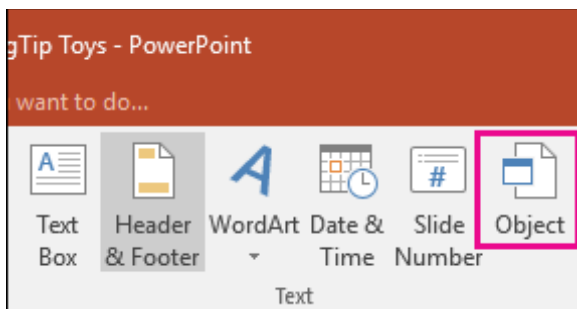 gTip Toys - PowerPoint
want to do...
A
A
#
Text Header WordArt Date & Slide Object
Box & Footer Time Number
Text